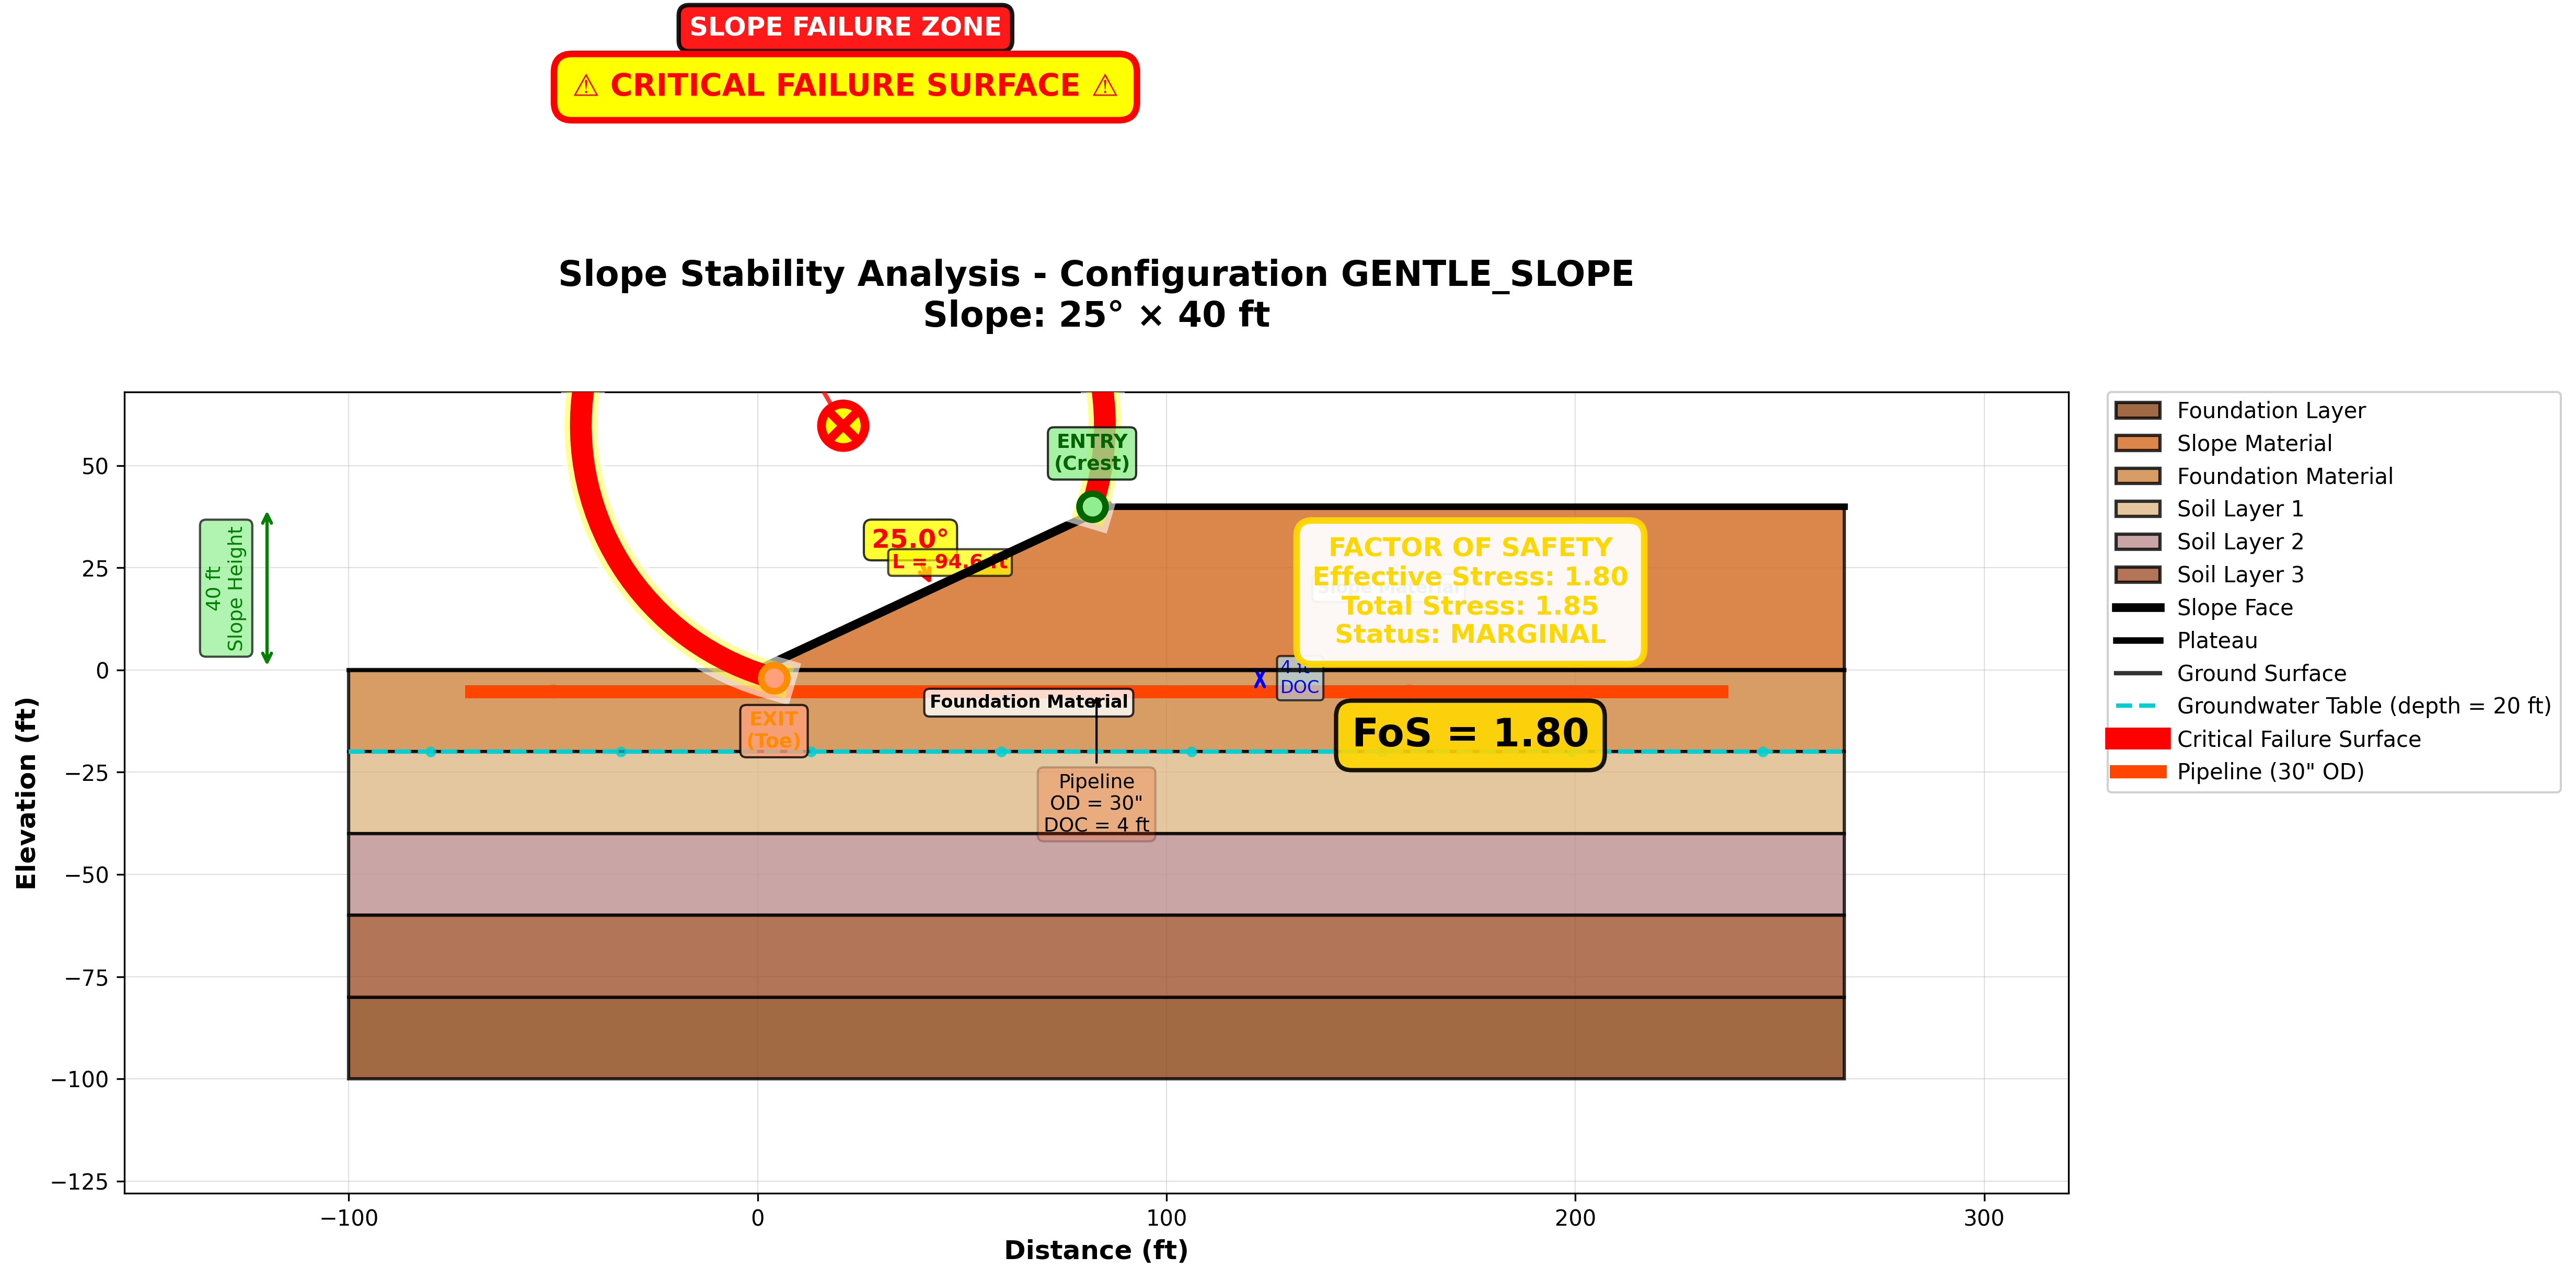 SLOPE FAILURE ZONE
⚠ CRITICAL FAILURE SURFACE ⚠
Slope Stability Analysis - Configuration GENTLE_SLOPE
Slope: 25° × 40 ft
Elevation (ft)
50
25
0
−25
−50
−75
−100
−125
−100
0
100
200
300
Distance (ft)
40 ft
Slope Height
25.0°
L = 94.6 ft
ENTRY
(Crest)
EXIT
(Toe)
Slope Material
FACTOR OF SAFETY
Effective Stress: 1.80
Total Stress: 1.85
Status: MARGINAL
4 ft
DOC
Foundation Material
FoS = 1.80
Pipeline
OD = 30"
DOC = 4 ft
Foundation Layer
Slope Material
Foundation Material
Soil Layer 1
Soil Layer 2
Soil Layer 3
Slope Face
Plateau
Ground Surface
Groundwater Table (depth = 20 ft)
Critical Failure Surface
Pipeline (30" OD)